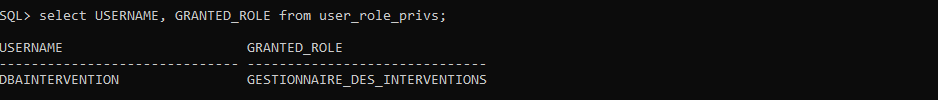 SQL> select USERNAME, GRANTED_ROLE from user_role_privs;
USERNAME                       GRANTED_ROLE
------------------------------ ------------------------------
DBAINTERVENTION                GESTIONNAIRE_DES_INTERVENTIONS